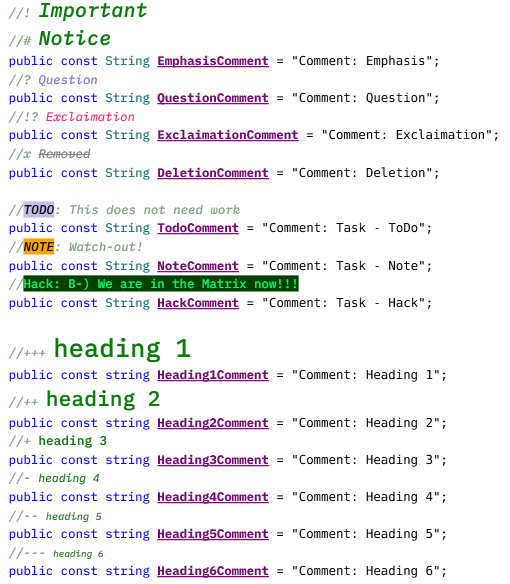 //! Important
//# Notice
public const String EmphasisComment = "Comment: Emphasis";
//? Question
public const String QuestionComment = "Comment: Question";
//!? Exclaimation
public const String ExclaimationComment = "Comment: Exclaimation";
//x Removed
public const String DeletionComment = "Comment: Deletion";
//TODO: This does not need work
public const String TodoComment = "Comment: Task - ToDo";
//NOTE: Watch-out!
public const String NoteComment = "Comment: Task - Note";
//Hack: B-) We are in the Matrix now!!!
public const String HackComment = "Comment: Task - Hack";
//+++ heading 1
public const string Heading1Comment = "Comment: Heading 1";
//++ heading 2
public const string Heading2Comment = "Comment: Heading 2";
//+ heading 3
public const string Heading3Comment = "Comment: Heading 3";
//- heading 4
public const string Heading4Comment = "Comment: Heading 4";
//-- heading 5
public const string Heading5Comment = "Comment: Heading 5";
//--- heading 6
public const string Heading6Comment = "Comment: Heading 6";